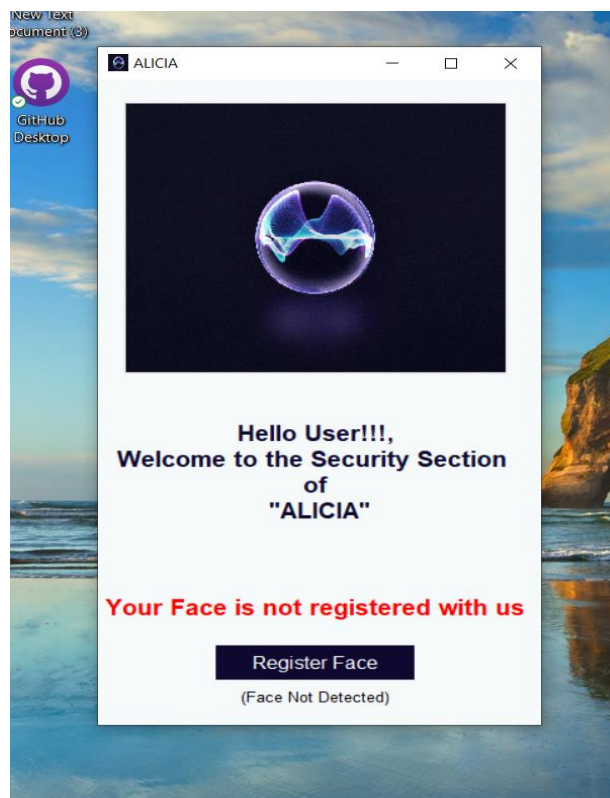 New Text
ocument (3)
GitHub
Desktop
ALICIA
Hello User!!!,
Welcome to the Security Section
of
"ALICIA"
Your Face is not registered with us
Register Face
(Face Not Detected)